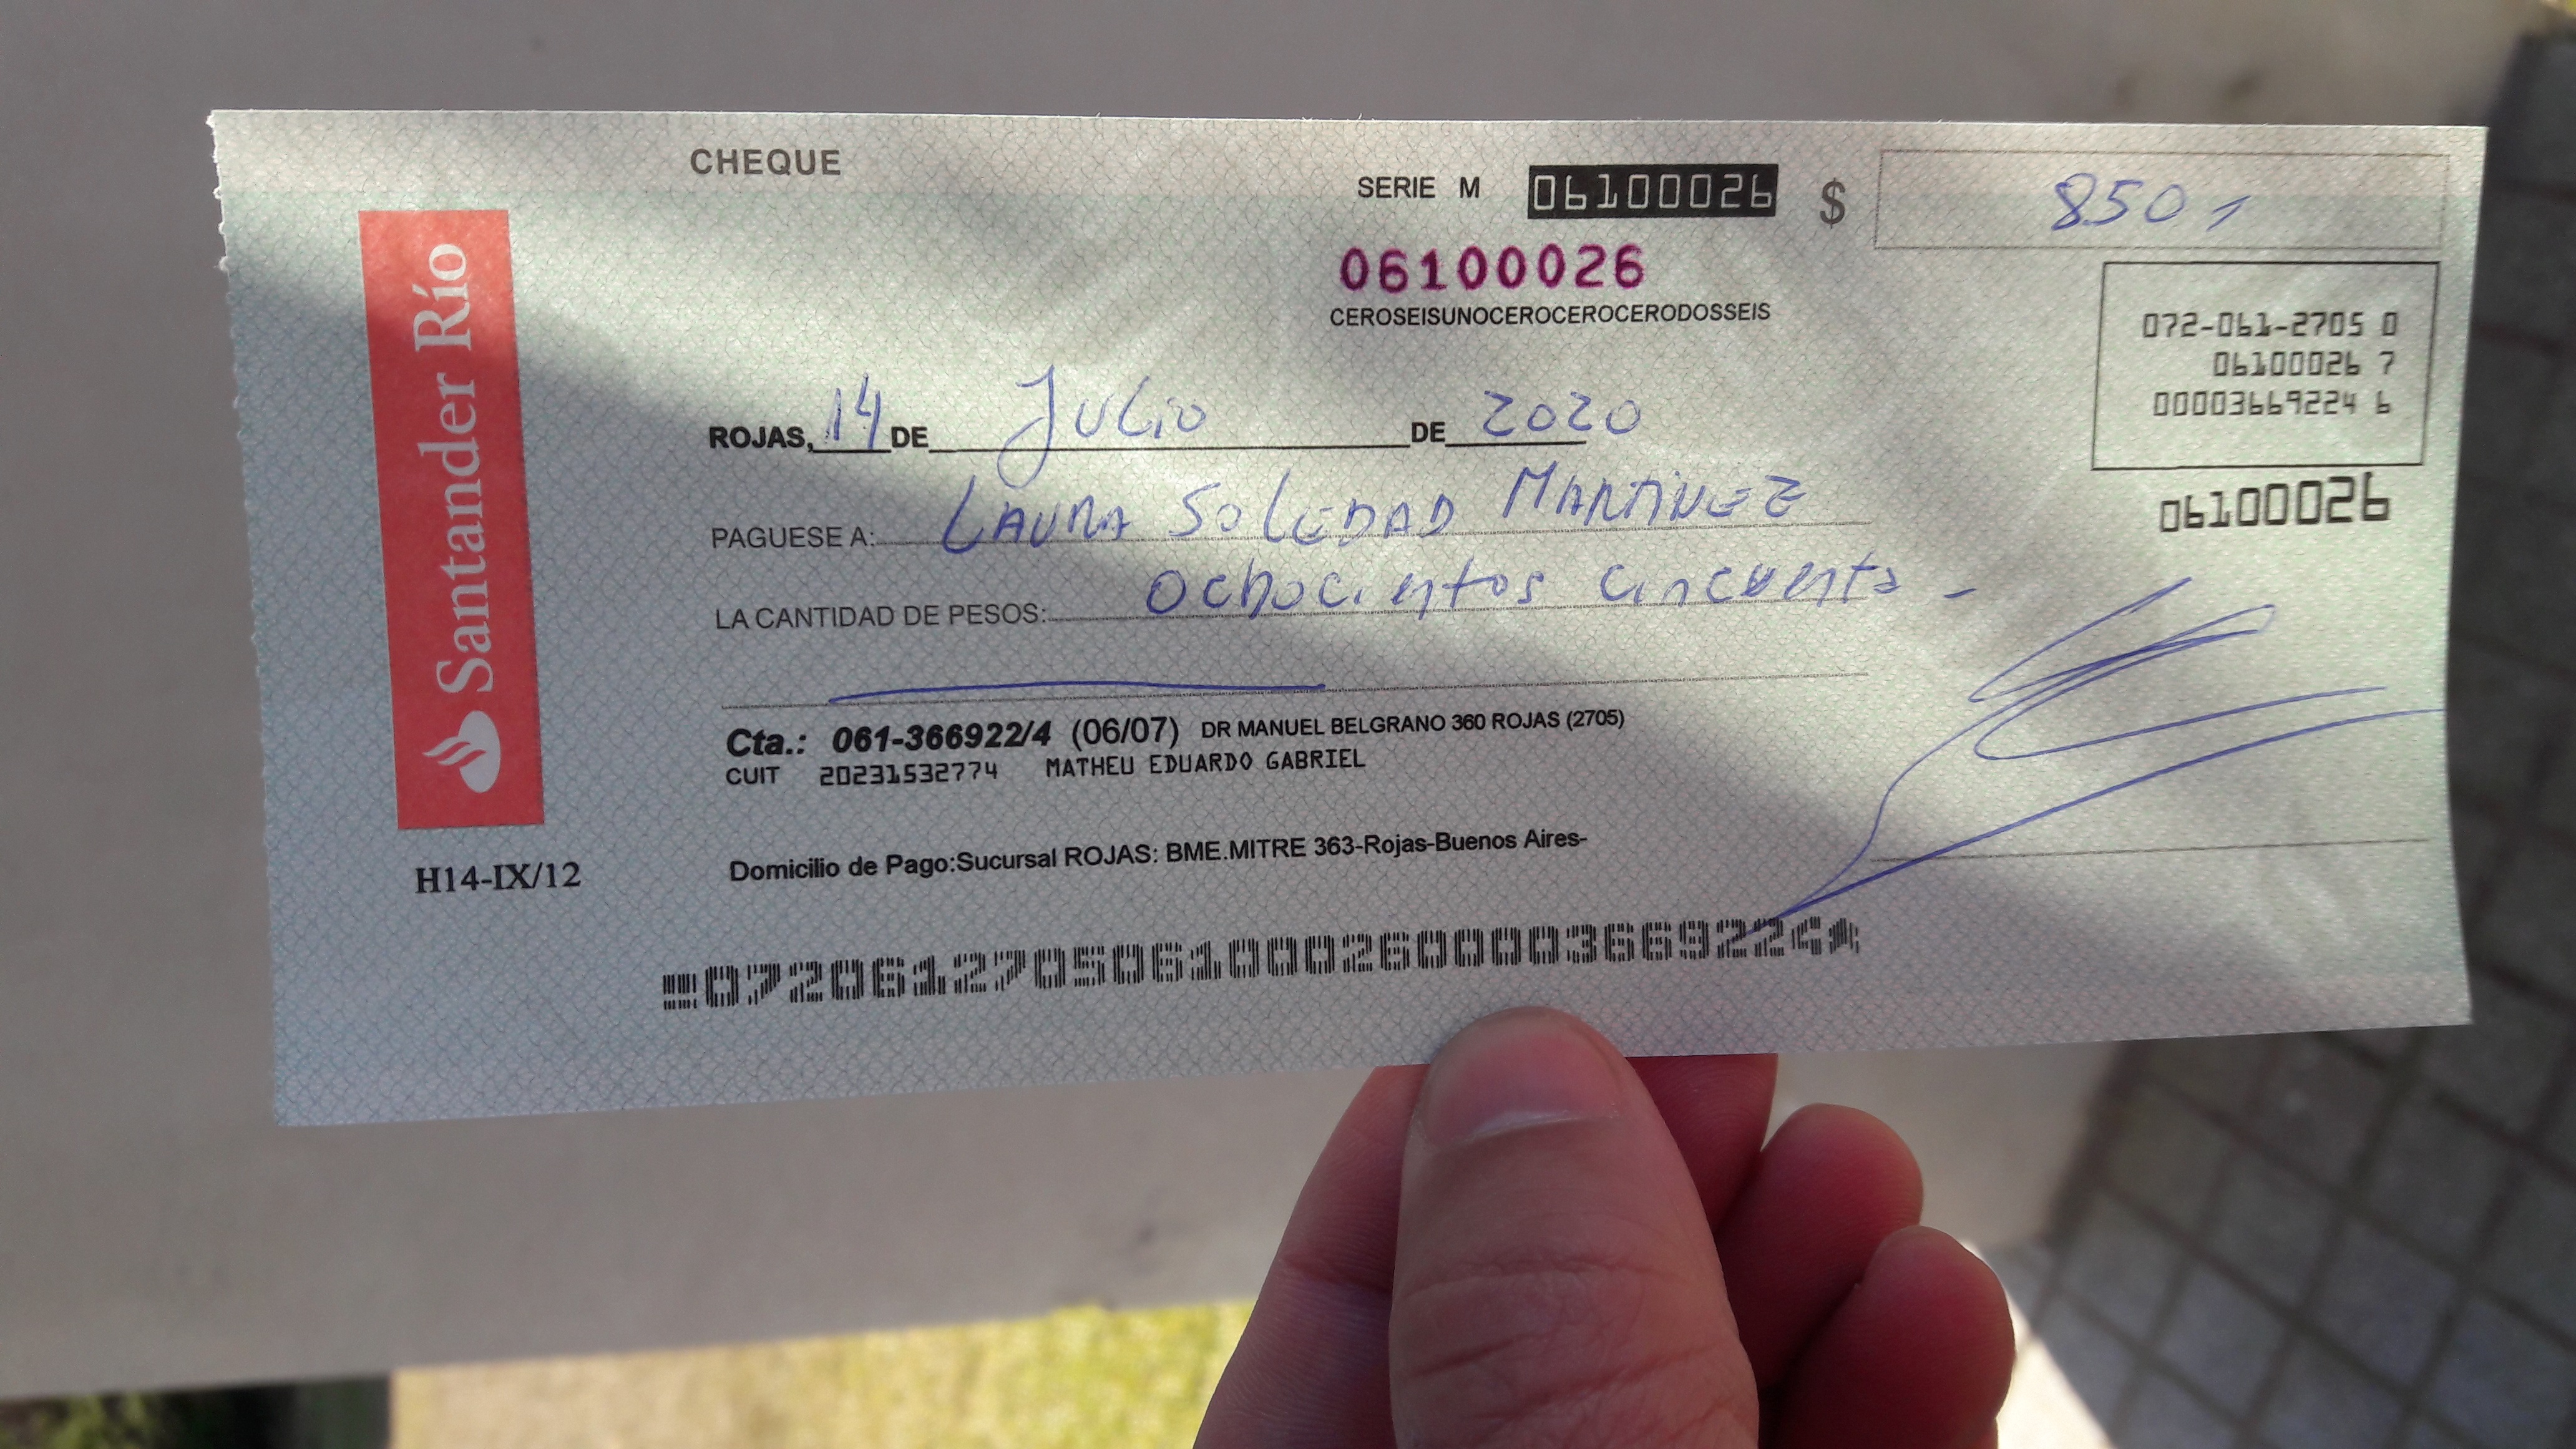 CHEQUE
SERIE M 06100026 $ 850,
06100026
CEROSEISUNOCEROCEROCERODOSSEIS
072-061-2705 0
06100026 7
00003669224 6
06100026
Santander Río
ROJAS, 14 DE Julio DE 2020
PAGUESE A: LAURA SOLEDAD MARTINEZ
LA CANTIDAD DE PESOS: ochocientos cincuenta -
Cta.: 061-366922/4 (06/07) DR MANUEL BELGRANO 360 ROJAS (2705)
CUIT 20231532774 MATHEU EDUARDO GABRIEL
H14-IX/12
Domicilio de Pago:Sucursal ROJAS: BME.MITRE 363-Rojas-Buenos Aires-
07206127050610002600003669224